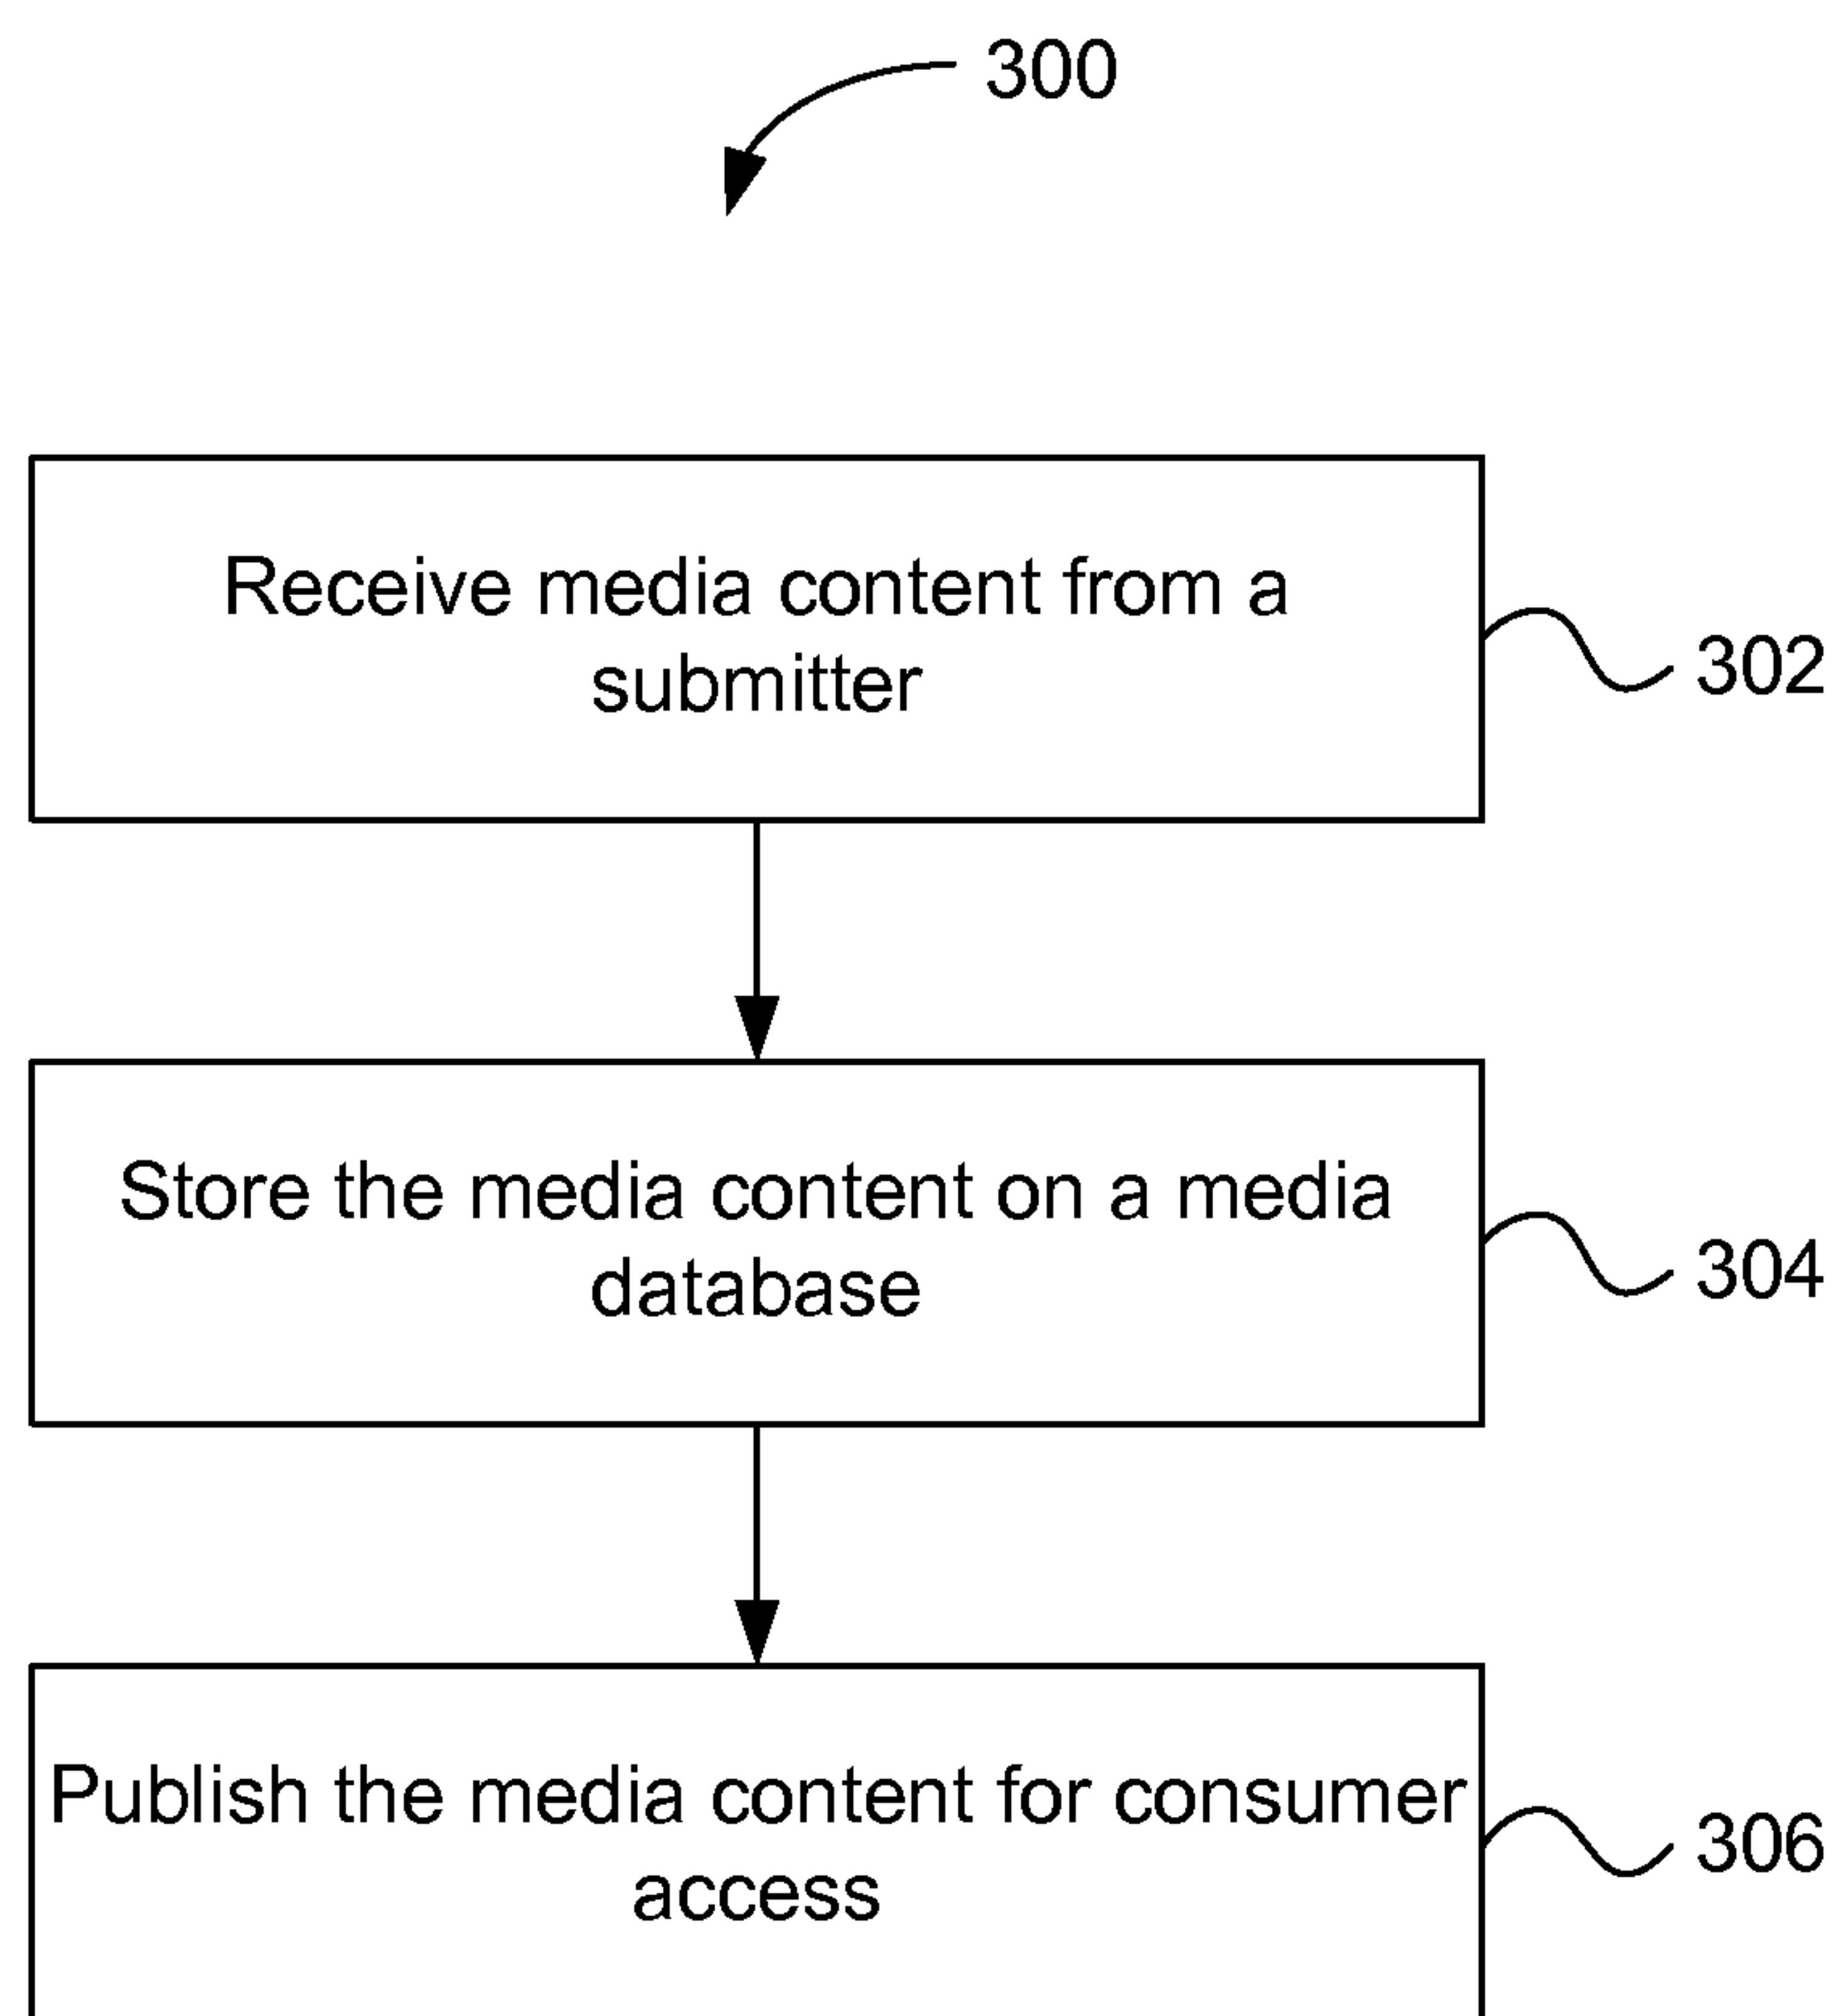 300
Receive media content from a
submitter
302
Store the media content on a media
database
304
Publish the media content for consumer
access
306